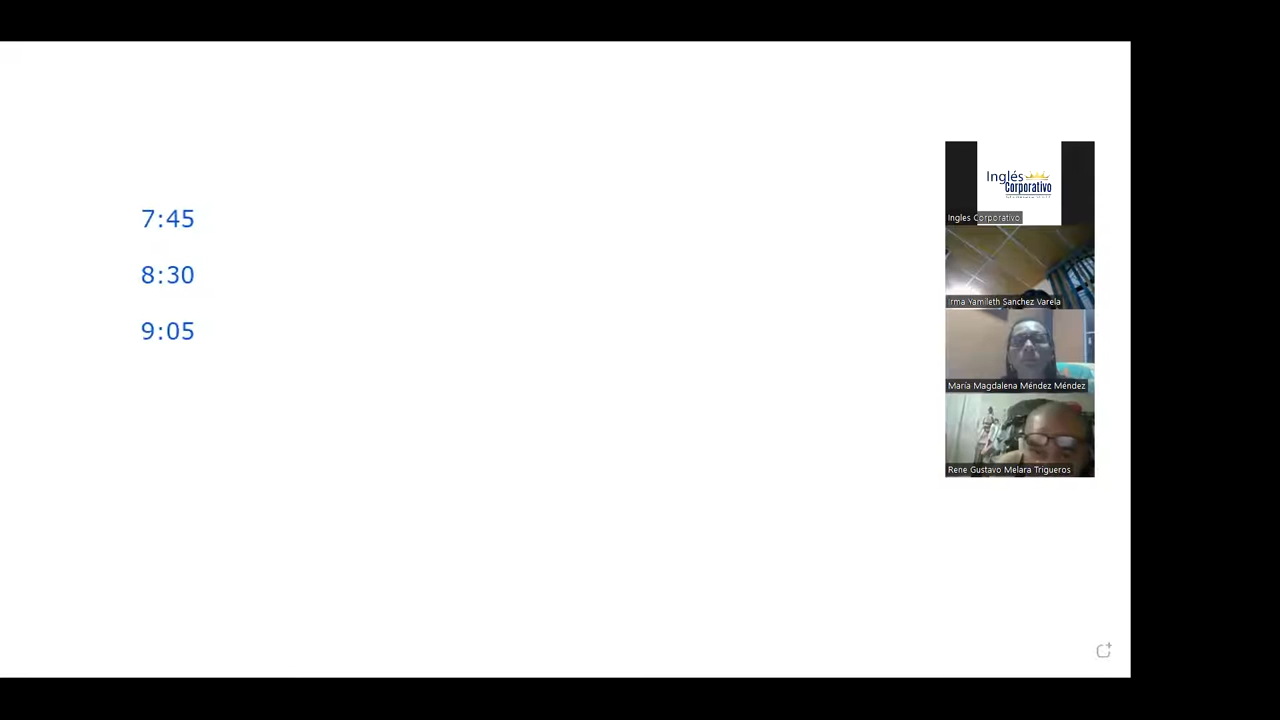 7:45
8:30
9:05
Inglés
Corporativo
Ingles Corporativo
Irma Yamileth Sanchez Varela
María Magdalena Méndez Méndez
Rene Gustavo Melara Trigueros